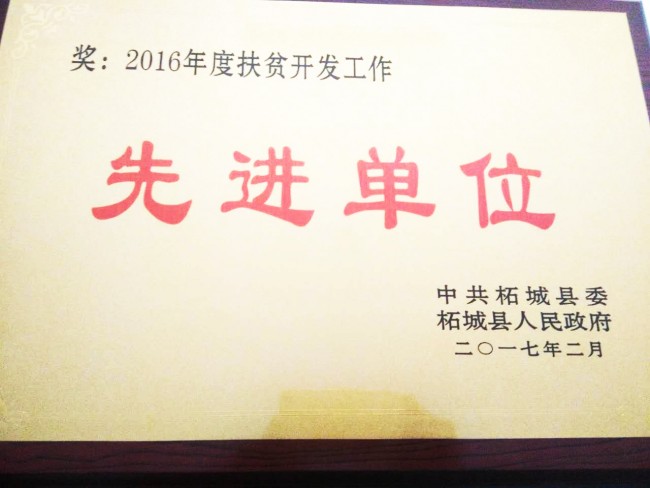 奖：2016年度扶贫开发工作
先进单位
中共柘城县委
柘城县人民政府
二〇一七年二月